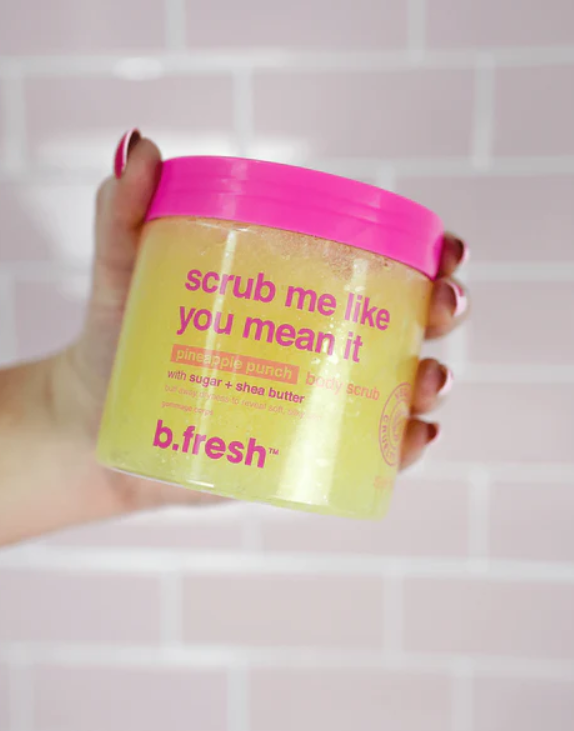 scrub me like
you mean it
pineapple punch body scrub
with sugar + shea butter
b.fresh™